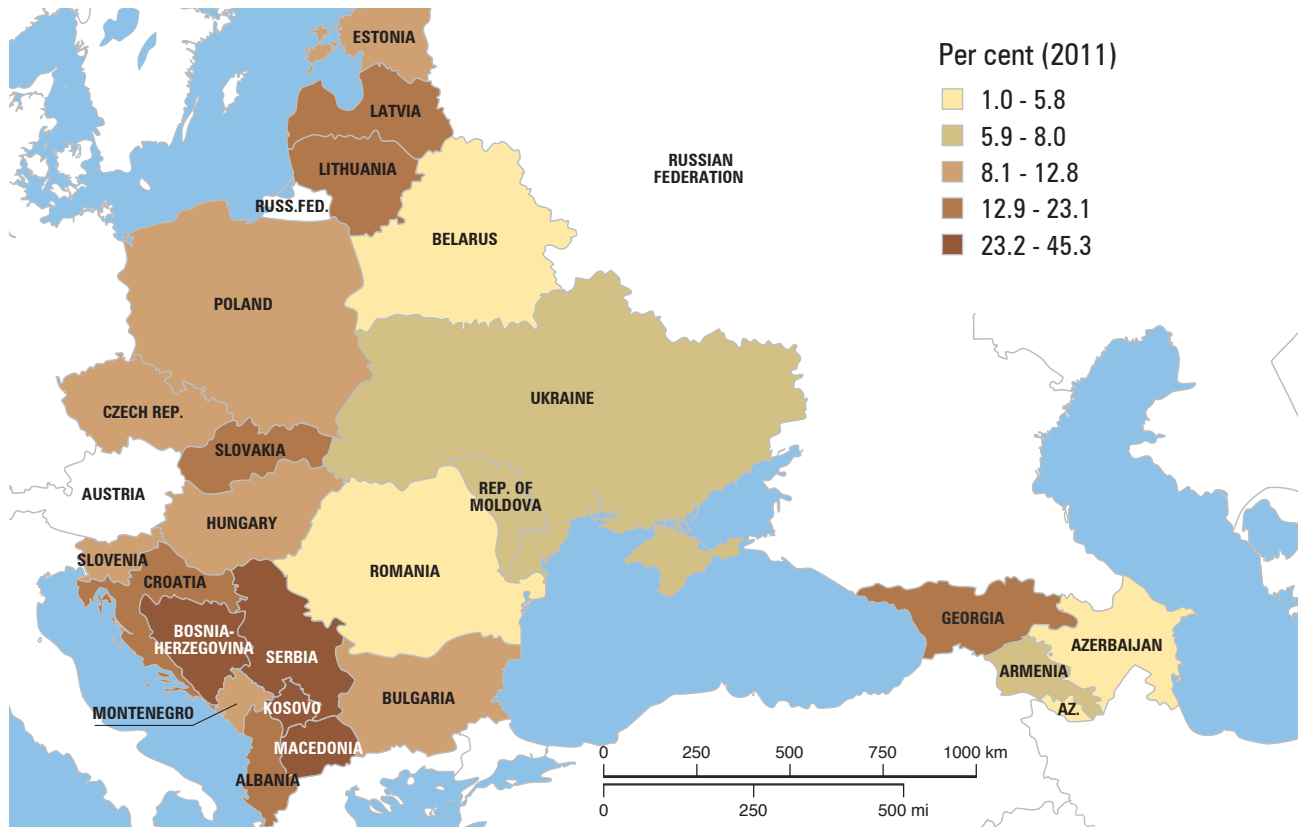 ESTONIA
Per cent (2011)
1.0 - 5.8
5.9 - 8.0
8.1 - 12.8
12.9 - 23.1
23.2 - 45.3
LATVIA
LITHUANIA
RUSSIAN
FEDERATION
RUSS.FED.
BELARUS
POLAND
UKRAINE
CZECH REP.
SLOVAKIA
AUSTRIA
REP. OF
MOLDOVA
HUNGARY
SLOVENIA
CROATIA
ROMANIA
BOSNIA-
HERZEGOVINA
SERBIA
GEORGIA
AZERBAIJAN
ARMENIA
AZ.
MONTENEGRO
KOSOVO
BULGARIA
MACEDONIA
ALBANIA
0 250 500 750 1000 km
0 250 500 mi